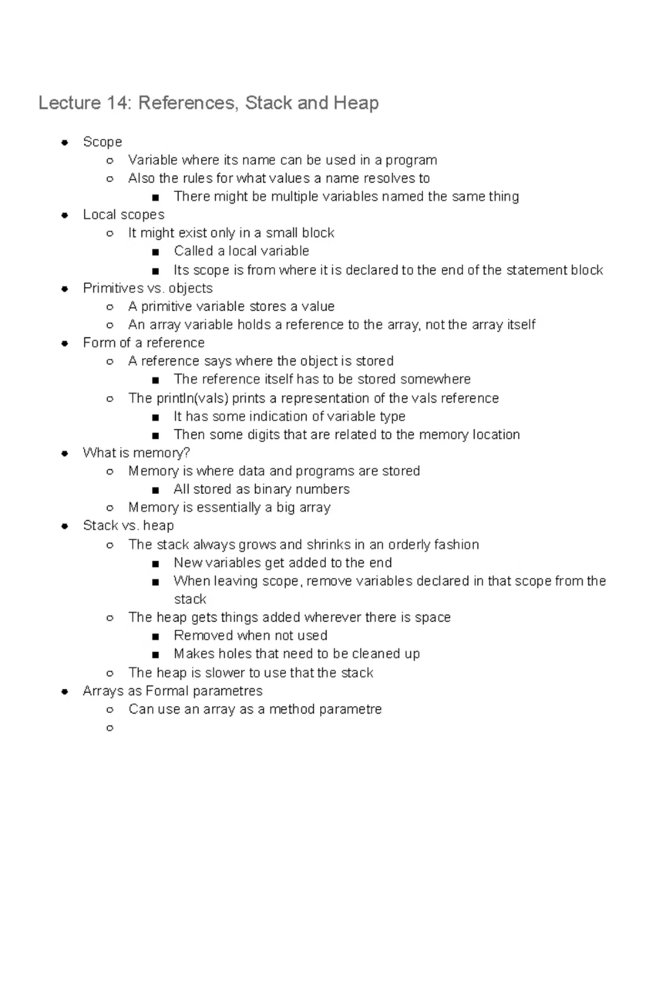 Lecture 14: References, Stack and Heap
● Scope
○ Variable where its name can be used in a program
○ Also the rules for what values a name resolves to
■ There might be multiple variables named the same thing
● Local scopes
○ It might exist only in a small block
■ Called a local variable
■ Its scope is from where it is declared to the end of the statement block
● Primitives vs. objects
○ A primitive variable stores a value
○ An array variable holds a reference to the array, not the array itself
● Form of a reference
○ A reference says where the object is stored
■ The reference itself has to be stored somewhere
○ The println(vals) prints a representation of the vals reference
■ It has some indication of variable type
■ Then some digits that are related to the memory location
● What is memory?
○ Memory is where data and programs are stored
■ All stored as binary numbers
○ Memory is essentially a big array
● Stack vs. heap
○ The stack always grows and shrinks in an orderly fashion
■ New variables get added to the end
■ When leaving scope, remove variables declared in that scope from the
stack
○ The heap gets things added wherever there is space
■ Removed when not used
■ Makes holes that need to be cleaned up
○ The heap is slower to use that the stack
● Arrays as Formal parametres
○ Can use an array as a method parametre
○